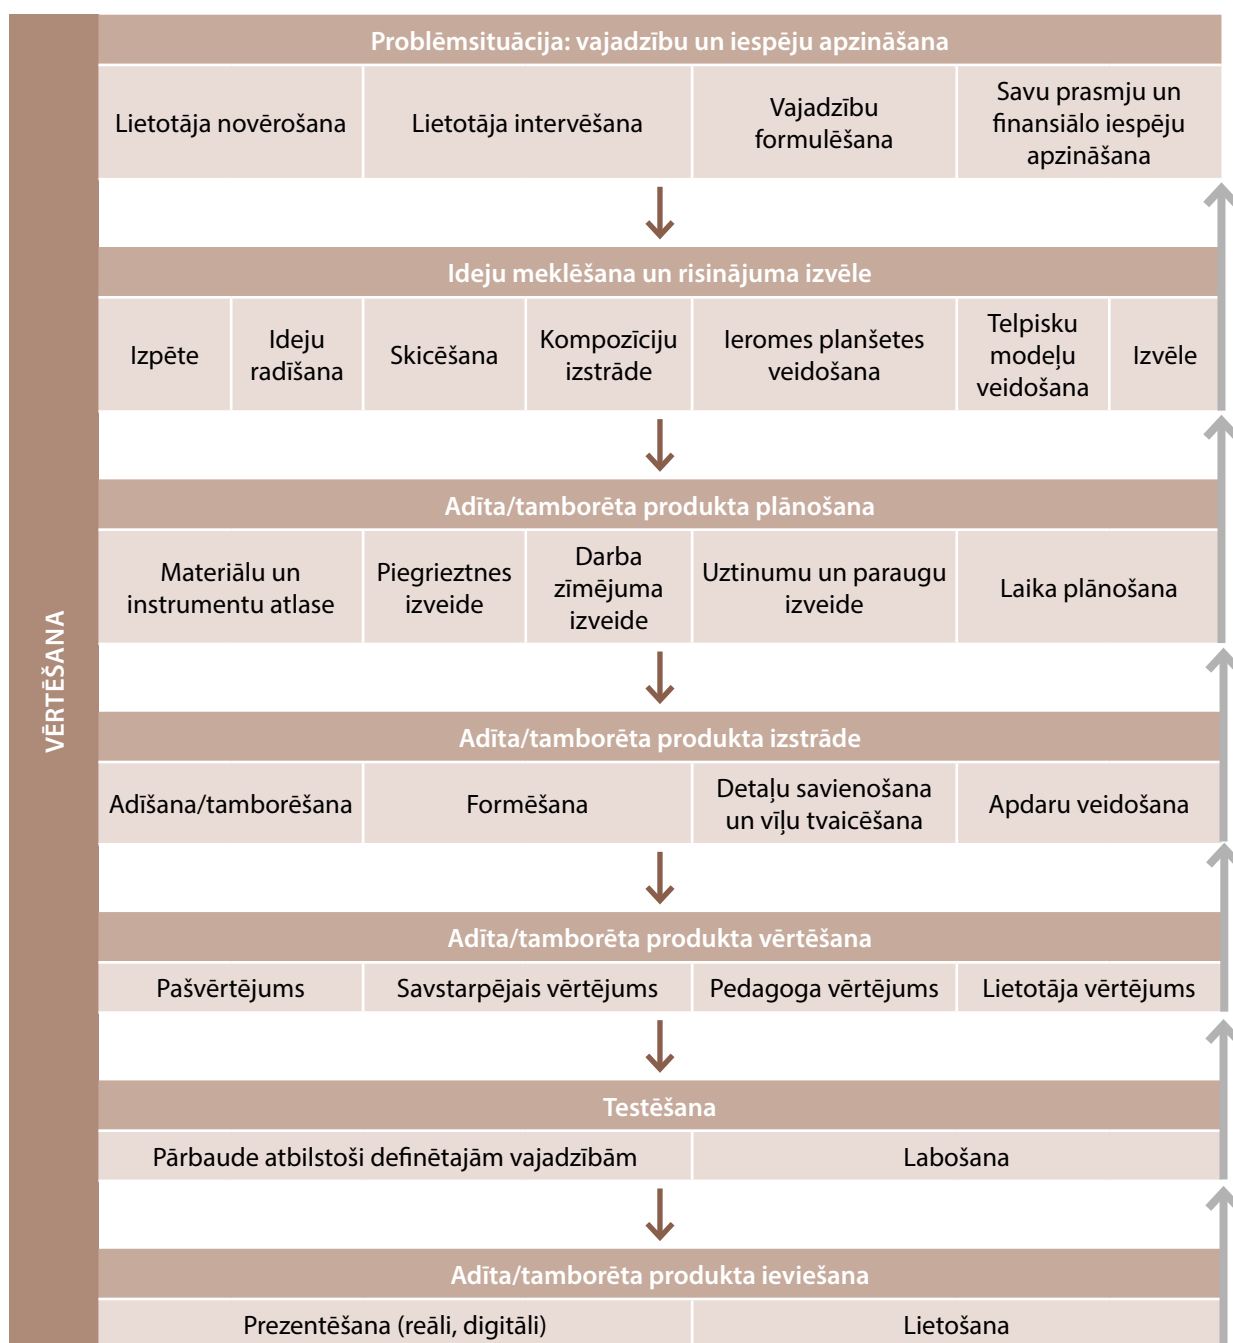 VĒRTĒŠANA
Problēmsituācija: vajadzību un iespēju apzināšana
Lietotāja novērošana
Lietotāja intervēšana
Vajadzību
formulēšana
Savu prasmju un
finansiālo iespēju
apzināšana
Ideju meklēšana un risinājuma izvēle
Izpēte
Ideju
radīšana
Skicēšana
Kompozīciju
izstrāde
Ieromes planšetes
veidošana
Telpisku
modeļu
veidošana
Izvēle
Adīta/tamborēta produkta plānošana
Materiālu un
instrumentu atlase
Piegrieztnes
izveide
Darba
zīmējuma
izveide
Uztinumu un paraugu
izveide
Laika plānošana
Adīta/tamborēta produkta izstrāde
Adīšana/tamborēšana
Formēšana
Detaļu savienošana
un vīļu tvaicēšana
Apdaru veidošana
Adīta/tamborēta produkta vērtēšana
Pašvērtējums
Savstarpējais vērtējums
Pedagoga vērtējums
Lietotāja vērtējums
Testēšana
Pārbaude atbilstoši definētajām vajadzībām
Labošana
Adīta/tamborēta produkta ieviešana
Prezentēšana (reāli, digitāli)
Lietošana